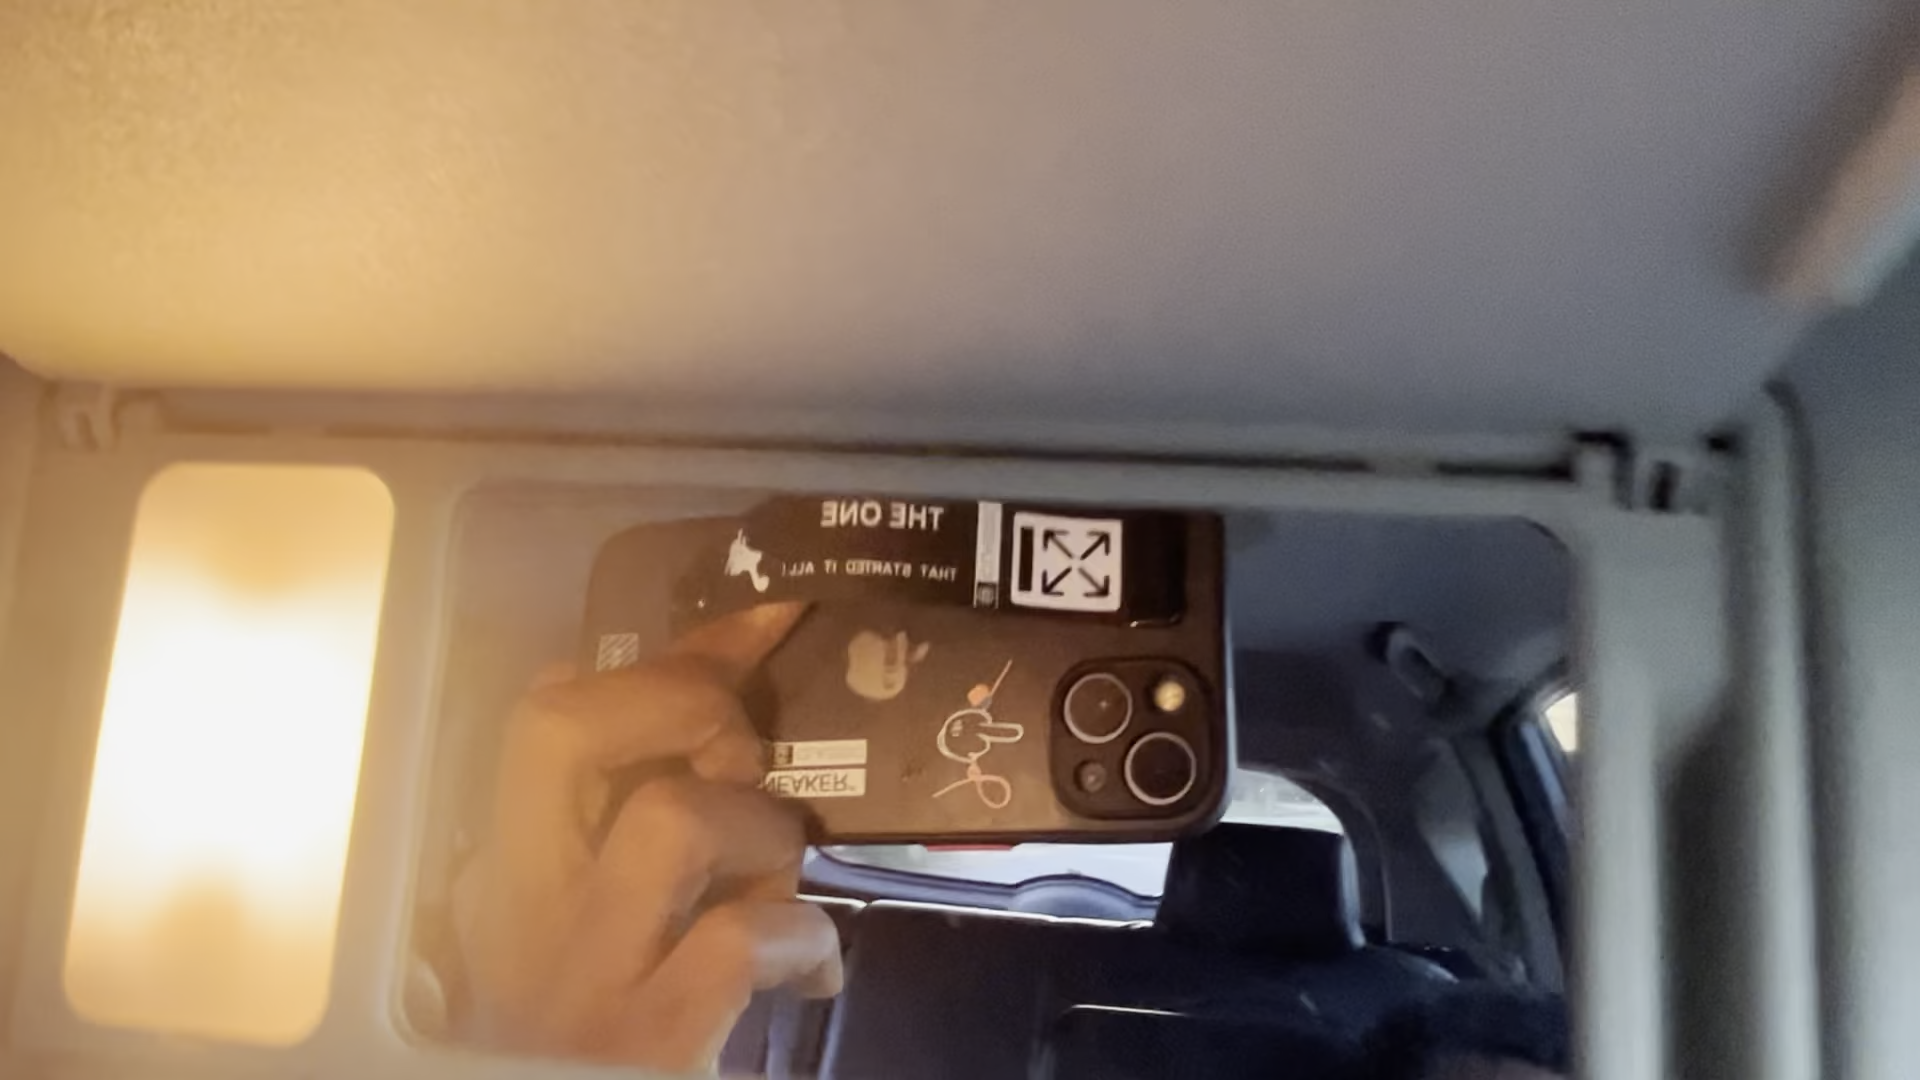 THE ONE
THAT STARTED IT ALL!
NEAKER